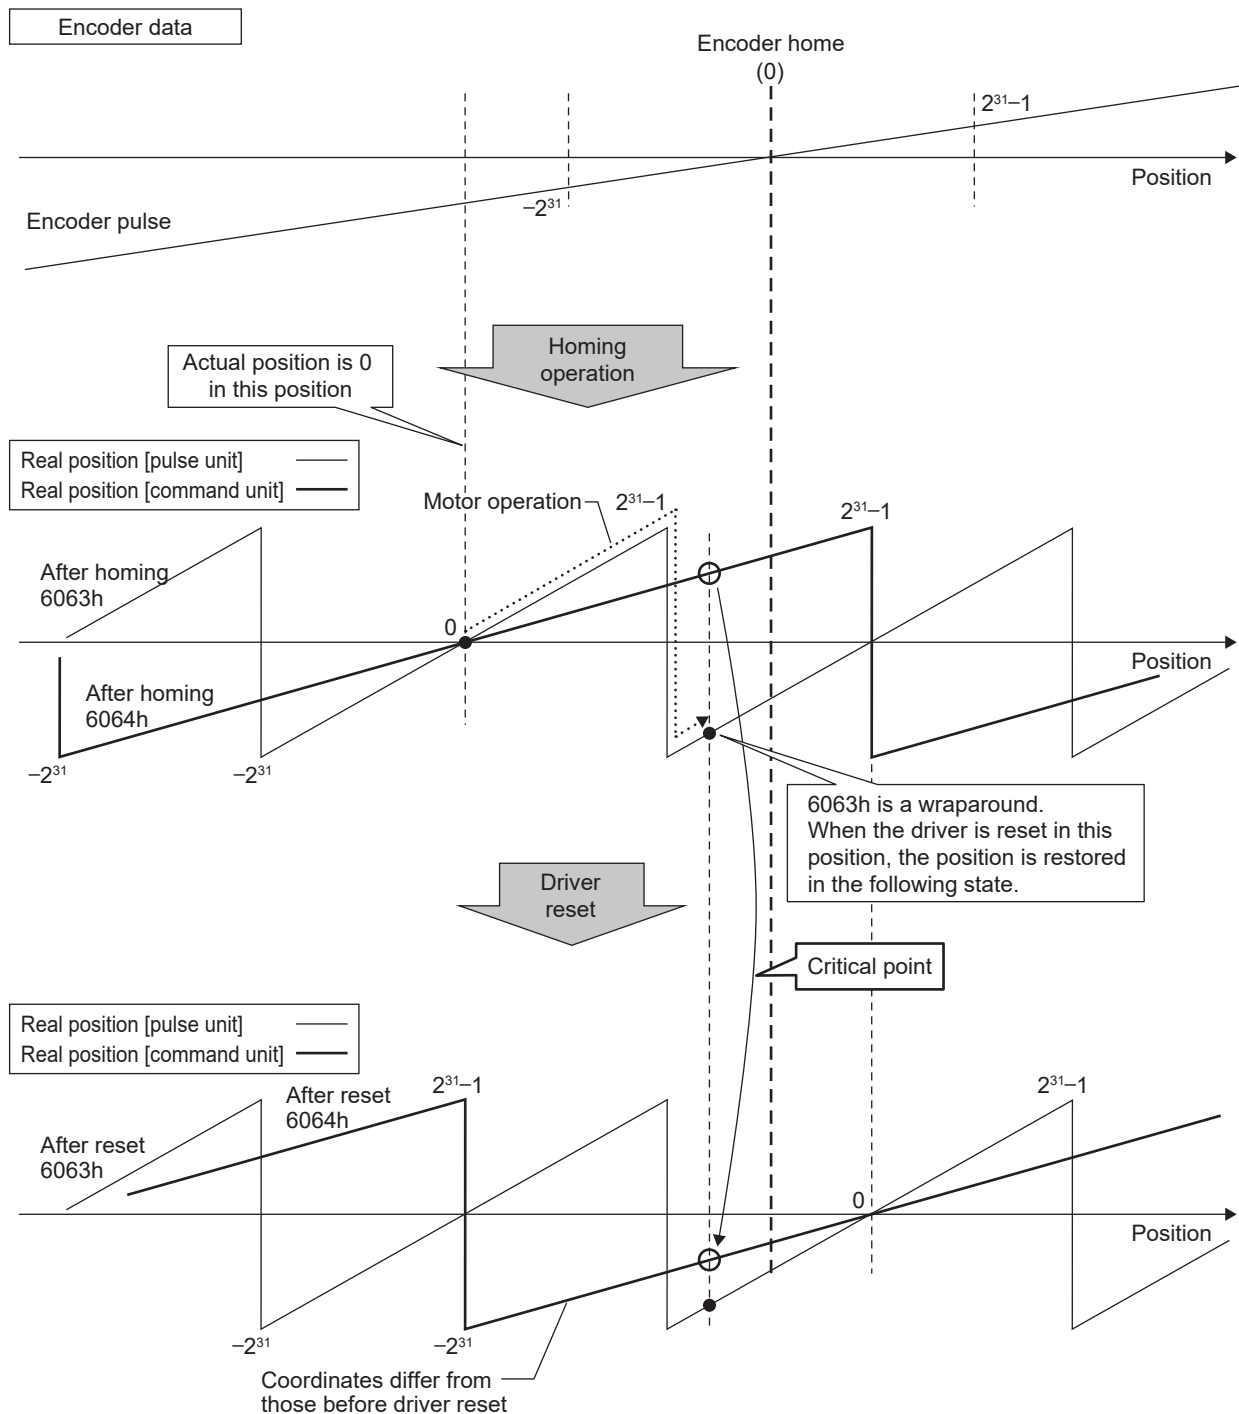 Encoder data
Encoder home
(0)
2³¹–1
Position
–2³¹
Encoder pulse
Homing
operation
Actual position is 0
in this position
Real position [pulse unit]
Real position [command unit]
Motor operation
2³¹–1
2³¹–1
After homing
6063h
0
Position
After homing
6064h
–2³¹
–2³¹
6063h is a wraparound.
When the driver is reset in this
position, the position is restored
in the following state.
Driver
reset
Critical point
Real position [pulse unit]
Real position [command unit]
After reset
6064h
2³¹–1
2³¹–1
After reset
6063h
0
Position
–2³¹
–2³¹
Coordinates differ from
those before driver reset